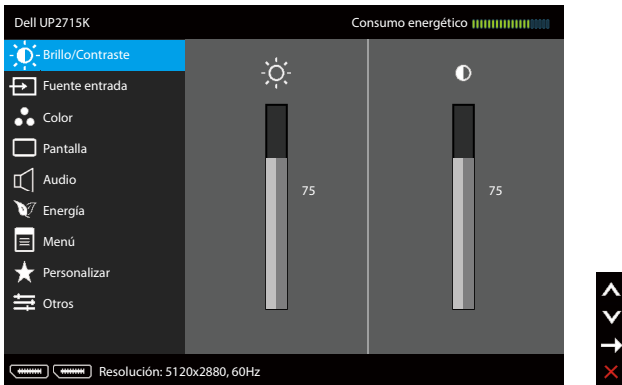 Dell UP2715K
Consumo energético
Brillo/Contraste
Fuente entrada
Color
Pantalla
Audio
Energía
Menú
Personalizar
Otros
75
75
Resolución: 5120x2880, 60Hz